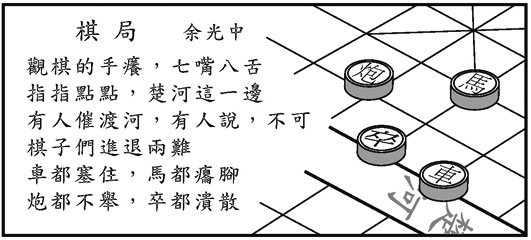 棋局　余光中
觀棋的手癢，七嘴八舌
指指點點，楚河這一邊
有人催渡河，有人說，不可
棋子們進退兩難
車都塞住，馬都癟腳
炮都不舉，卒都潰散
炮
馬
卒
車
楚河